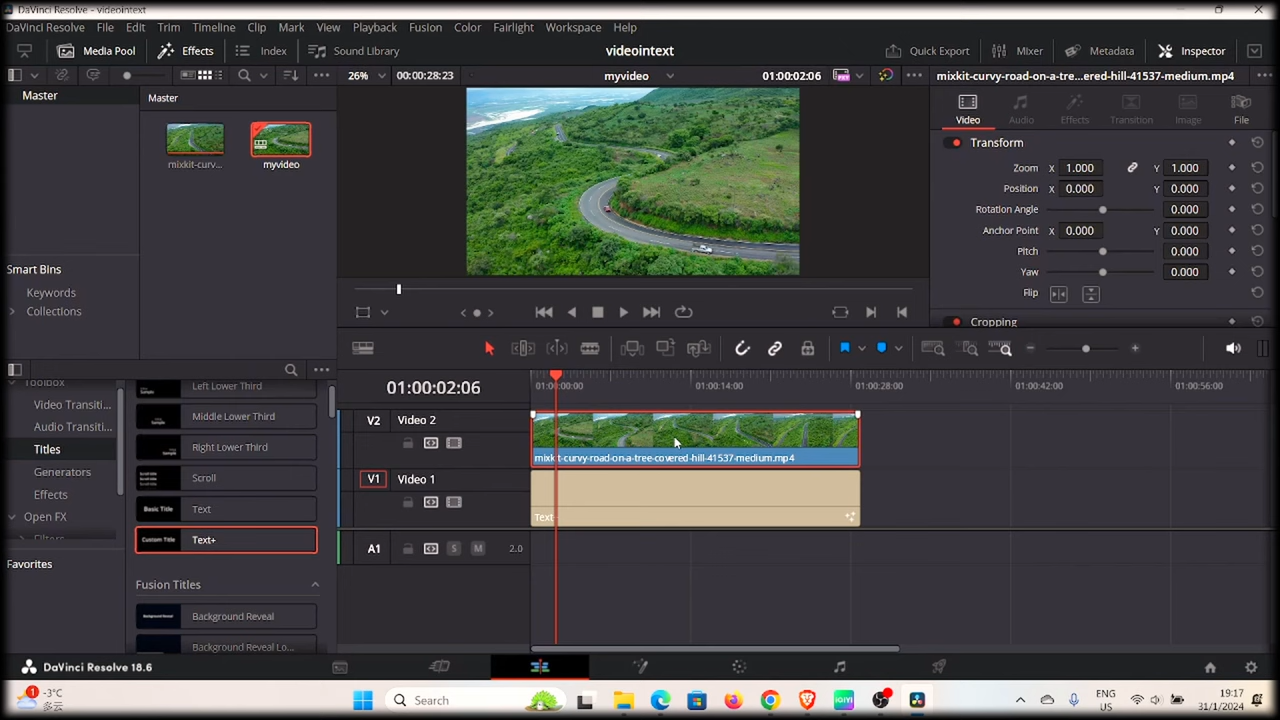 DaVinci Resolve - videointext
DaVinci Resolve File Edit Trim Timeline Clip Mark View Playback Fusion Color Fairlight Workspace Help
Media Pool Effects Index Sound Library videointext Quick Export Mixer Metadata Inspector
26% 00:00:28:23 myvideo 01:00:02:06 mixkit-curvy-road-on-a-tre...ered-hill-41537-medium.mp4
Master Master
Video Audio Effects Transition Image File
Transform
mixkit-curv... myvideo
Zoom X 1.000 Y 1.000
Position X 0.000 Y 0.000
Rotation Angle 0.000
Anchor Point X 0.000 Y 0.000
Pitch 0.000
Yaw 0.000
Flip
Cropping
Smart Bins
Keywords
Collections
Toolbox
Video Transiti...
Audio Transiti...
Titles
Generators
Effects
Open FX
Filters
Favorites
Left Lower Third
Middle Lower Third
Right Lower Third
Scroll
Basic Title Text
Custom Title Text+
Fusion Titles
Background Reveal Background Reveal
Background Reveal Lo...
01:00:02:06
01:00:00:00 01:00:14:00 01:00:28:00 01:00:42:00 01:00:56:00
V2 Video 2
mixkit-curvy-road-on-a-tree-covered-hill-41537-medium.mp4
V1 Video 1
Text
A1 S M 2.0
DaVinci Resolve 18.6
1 -3°C
多云
Search
ENG
US
19:17
31/1/2024